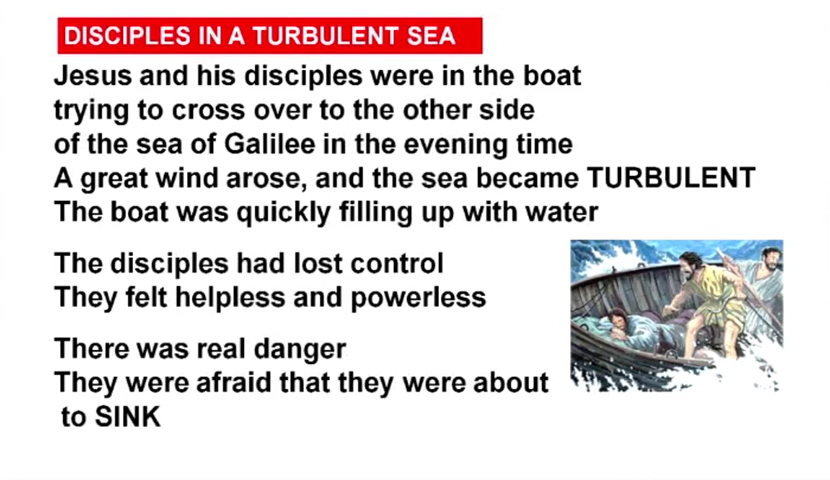 DISCIPLES IN A TURBULENT SEA
Jesus and his disciples were in the boat
trying to cross over to the other side
of the sea of Galilee in the evening time
A great wind arose, and the sea became TURBULENT
The boat was quickly filling up with water
The disciples had lost control
They felt helpless and powerless
There was real danger
They were afraid that they were about
to SINK